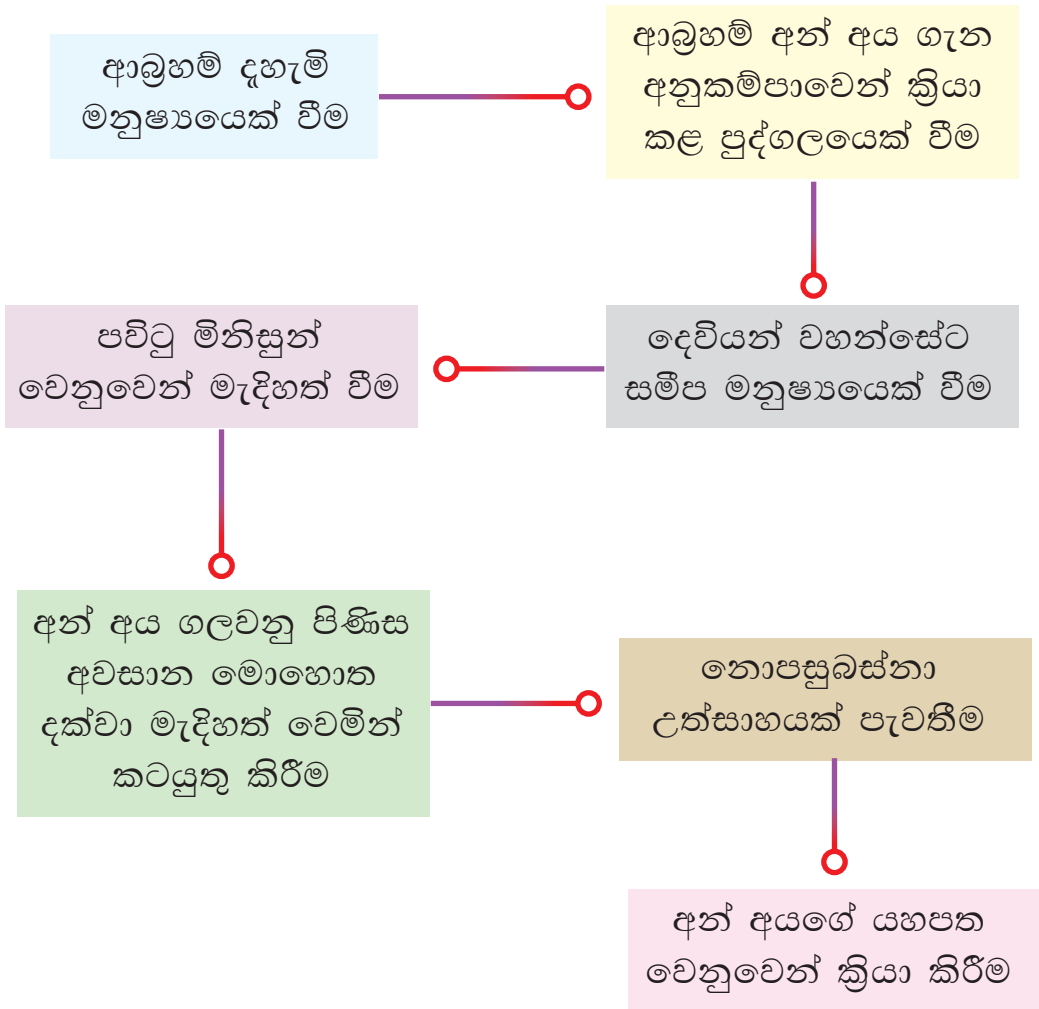 ආබ්‍රහම් දැහැමි
මනුෂ්‍යයෙක් වීම
ආබ්‍රහම් අන් අය ගැන
අනුකම්පාවෙන් ක්‍රියා
කළ පුද්ගලයෙක් වීම
දෙවියන් වහන්සේට
සමීප මනුෂ්‍යයෙක් වීම
පවිටු මිනිසුන්
වෙනුවෙන් මැදිහත් වීම
අන් අය ගලවනු පිණිස
අවසාන මොහොත
දක්වා මැදිහත් වෙමින්
කටයුතු කිරීම
නොපසුබස්නා
උත්සාහයක් පැවතීම
අන් අයගේ යහපත
වෙනුවෙන් ක්‍රියා කිරීම